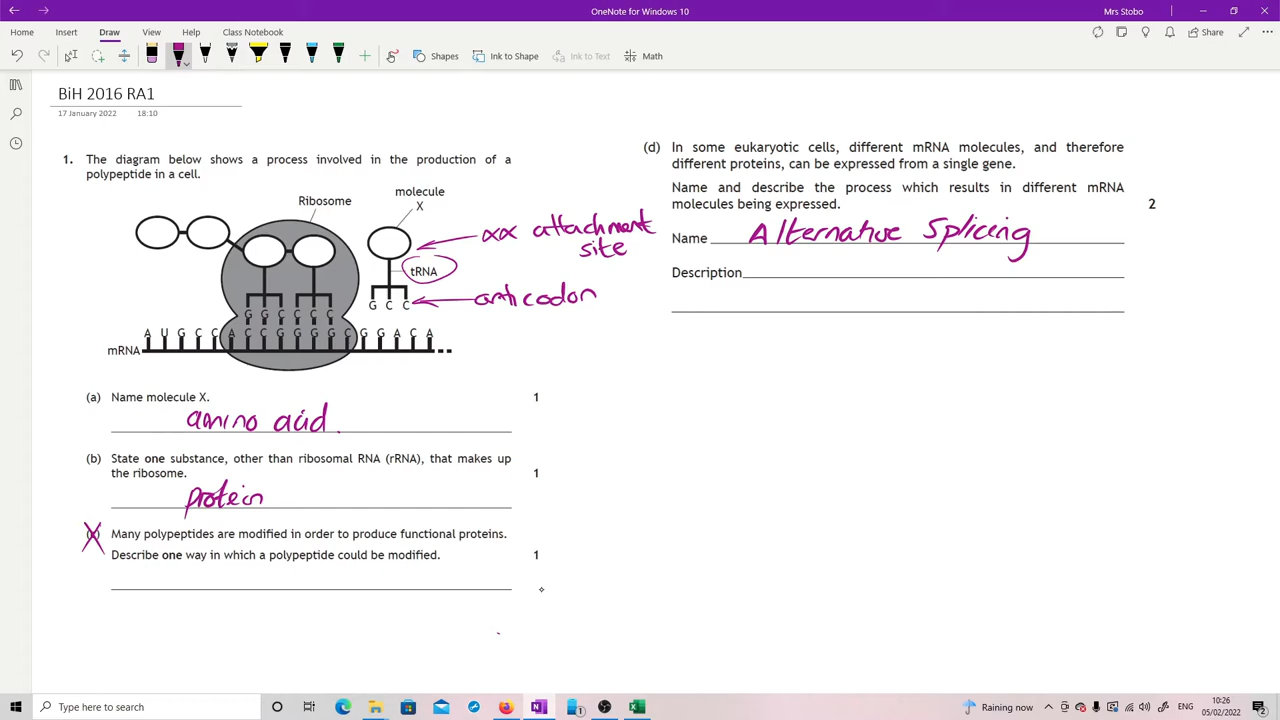 OneNote for Windows 10
Mrs Stobo
Home Insert Draw View Help Class Notebook
Share
Shapes Ink to Shape Ink to Text Math
BiH 2016 RA1
17 January 2022 18:10
1. The diagram below shows a process involved in the production of a
polypeptide in a cell.
molecule
X
Ribosome
αα attachment
site
tRNA
anticodon
G C C
G G C C C C
A U G C C A C C G G G G C G G A C A
mRNA
(a) Name molecule X. 1
amino acid.
(b) State one substance, other than ribosomal RNA (rRNA), that makes up
the ribosome. 1
protein
(c) Many polypeptides are modified in order to produce functional proteins.
Describe one way in which a polypeptide could be modified. 1
(d) In some eukaryotic cells, different mRNA molecules, and therefore
different proteins, can be expressed from a single gene.
Name and describe the process which results in different mRNA
molecules being expressed. 2
Name Alternative Splicing
Description
Type here to search
Raining now
ENG
10:26
05/02/2022